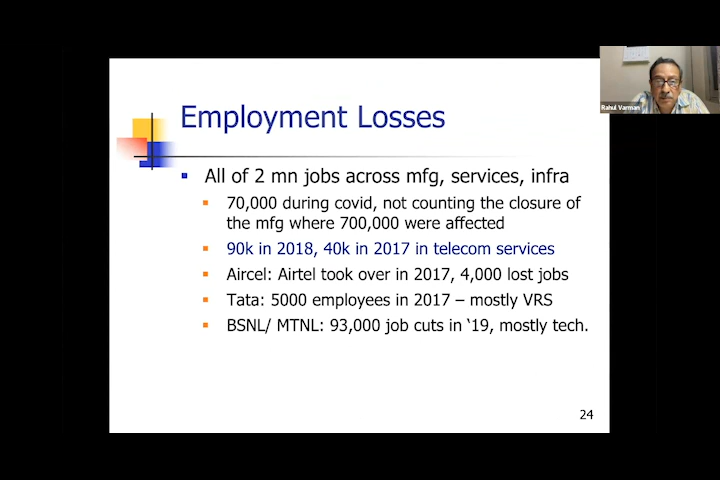 Employment Losses
All of 2 mn jobs across mfg, services, infra
70,000 during covid, not counting the closure of
the mfg where 700,000 were affected
90k in 2018, 40k in 2017 in telecom services
Aircel: Airtel took over in 2017, 4,000 lost jobs
Tata: 5000 employees in 2017 – mostly VRS
BSNL/ MTNL: 93,000 job cuts in ‘19, mostly tech.
24
Rahul Varman